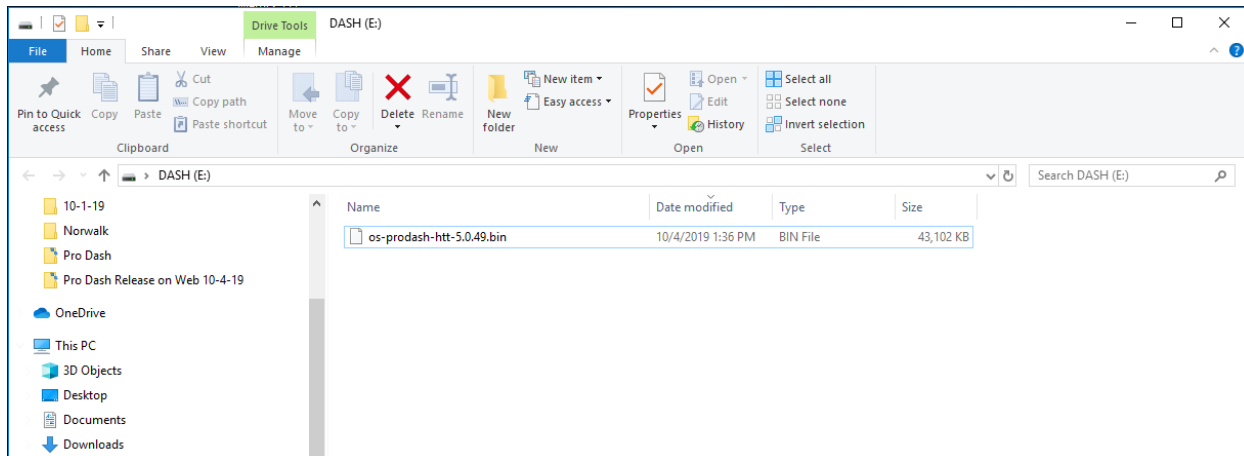 Drive Tools DASH (E:)
File Home Share View Manage
Pin to Quick access
Copy
Paste
Cut
Copy path
Paste shortcut
Clipboard
Move to
Copy to
Delete
Rename
Organize
New folder
New item
Easy access
New
Properties
Open
Edit
History
Open
Select all
Select none
Invert selection
Select
DASH (E:)
Search DASH (E:)
10-1-19
Norwalk
Pro Dash
Pro Dash Release on Web 10-4-19
OneDrive
This PC
3D Objects
Desktop
Documents
Downloads
Name Date modified Type Size
os-prodash-htt-5.0.49.bin 10/4/2019 1:36 PM BIN File 43,102 KB